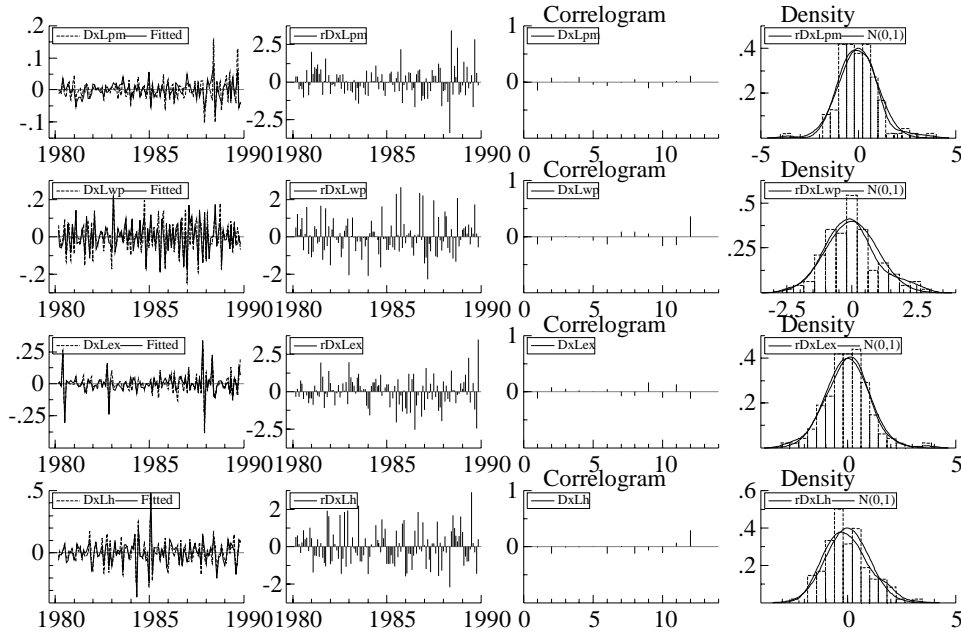 Correlogram Density
.2 DxLpm Fitted rDxLpm 1 DxLpm rDxLpm N(0,1)
.1 2.5 .4
0 0 0 .2
-.1 -2.5
1980 1985 1990 1980 1985 1990 0 5 10 -5 0 5
Correlogram Density
DxLwp Fitted rDxLwp 1 DxLwp rDxLwp N(0,1)
.2 2 .5
0 0 0 .25
-.2 -2
1980 1985 1990 1980 1985 1990 0 5 10 -2.5 0 2.5
Correlogram Density
DxLex Fitted rDxLex 1 DxLex rDxLex N(0,1)
.25 2.5 .4
0 0 0 .2
-.25 -2.5
1980 1985 1990 1980 1985 1990 0 5 10 0 5
Correlogram Density
.5 DxLh Fitted rDxLh 1 DxLh .6 rDxLh N(0,1)
2 .4
0 0 0 .2
-2
1980 1985 1990 1980 1985 1990 0 5 10 0 5